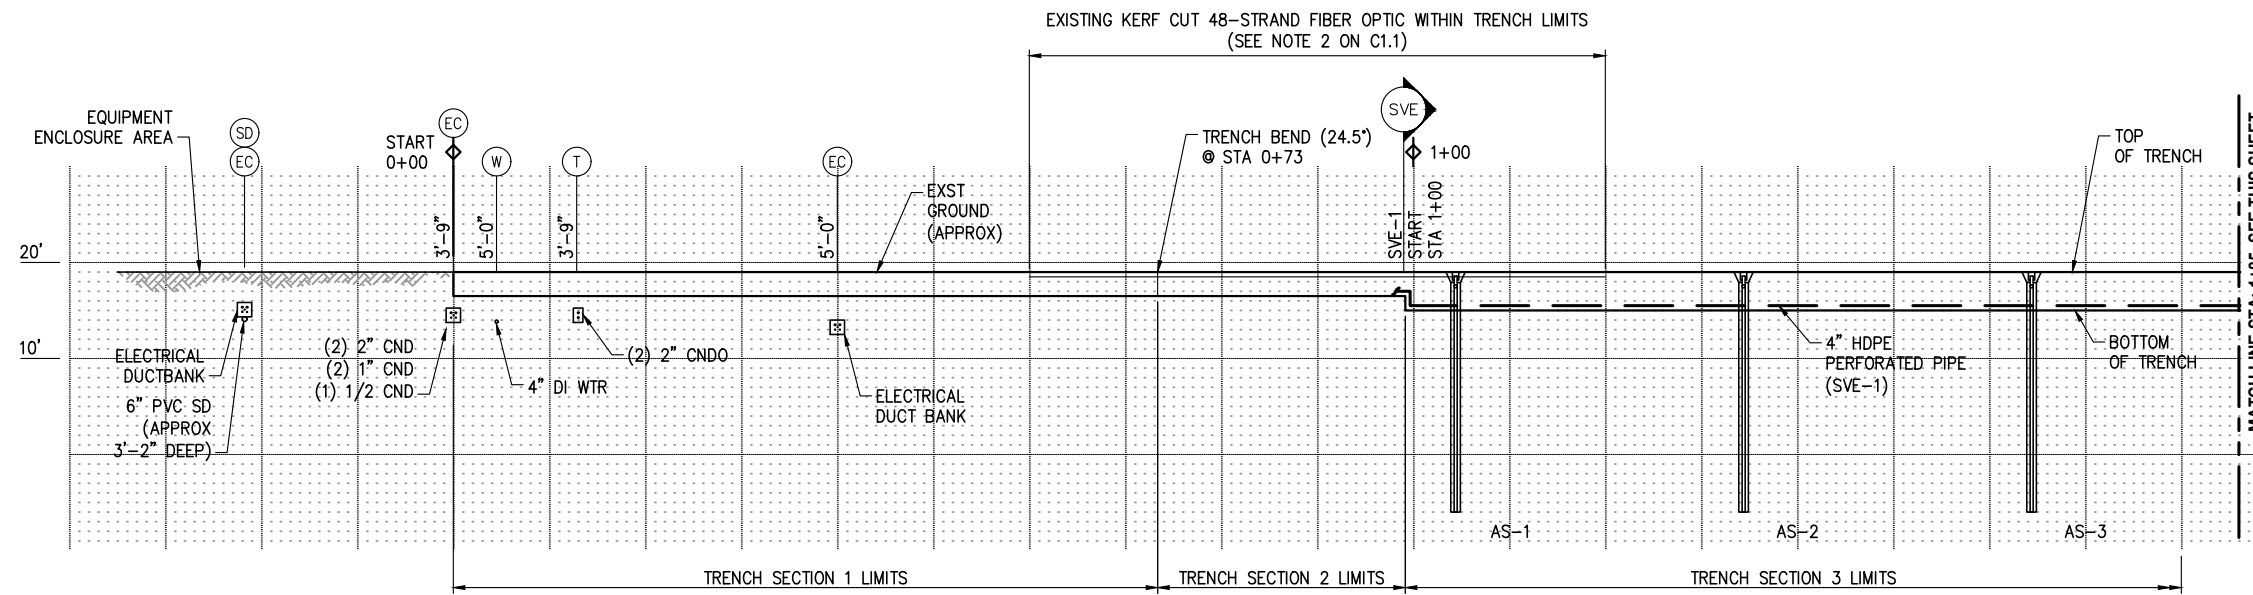 EXISTING KERF CUT 48-STRAND FIBER OPTIC WITHIN TRENCH LIMITS
(SEE NOTE 2 ON C1.1)
EQUIPMENT
ENCLOSURE AREA
SD
EC
START
0+00
EC
W
T
EC
TRENCH BEND (24.5°)
@ STA 0+73
SVE
1+00
TOP
OF TRENCH
3'-9"
5'-0"
3'-9"
5'-0"
EXST
GROUND
(APPROX)
SVE-1
START
STA 1+00
20'
10'
ELECTRICAL
DUCTBANK
6" PVC SD
(APPROX
3'-2" DEEP)
(2) 2" CND
(2) 1" CND
(1) 1/2 CND
4" DI WTR
(2) 2" CNDO
ELECTRICAL
DUCT BANK
4" HDPE
PERFORATED PIPE
(SVE-1)
BOTTOM
OF TRENCH
AS-1
AS-2
AS-3
TRENCH SECTION 1 LIMITS
TRENCH SECTION 2 LIMITS
TRENCH SECTION 3 LIMITS